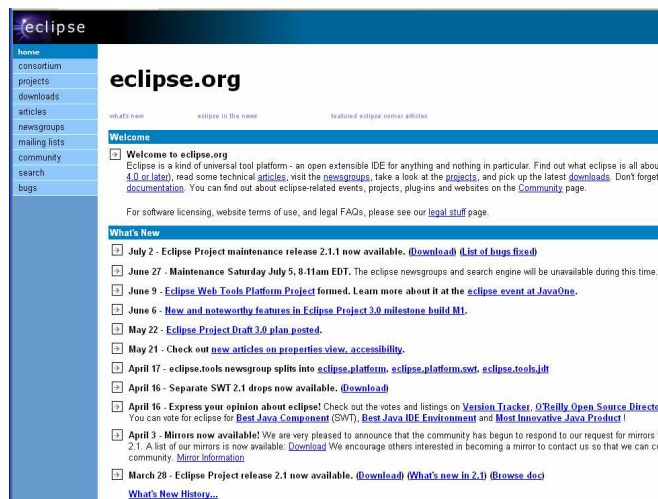 eclipse
home
consortium
projects
downloads
articles
newsgroups
mailing lists
community
search
bugs
eclipse.org
what's new eclipse in the news featured eclipse corner articles
Welcome
Welcome to eclipse.org
Eclipse is a kind of universal tool platform - an open extensible IDE for anything and nothing in particular. Find out what eclipse is all abou
4.0 or later), read some technical articles, visit the newsgroups, take a look at the projects, and pick up the latest downloads. Don't forget
documentation. You can find out about eclipse-related events, projects, plug-ins and websites on the Community page.
For software licensing, website terms of use, and legal FAQs, please see our legal stuff page.
What's New
July 2 - Eclipse Project maintenance release 2.1.1 now available. (Download) (List of bugs fixed)
June 27 - Maintenance Saturday July 5, 8-11am EDT. The eclipse newsgroups and search engine will be unavailable during this time.
June 9 - Eclipse Web Tools Platform Project formed. Learn more about it at the eclipse event at JavaOne.
June 6 - New and noteworthy features in Eclipse Project 3.0 milestone build M1.
May 22 - Eclipse Project Draft 3.0 plan posted.
May 21 - Check out new articles on properties view, accessibility.
April 17 - eclipse.tools newsgroup splits into eclipse.platform, eclipse.platform.swt, eclipse.tools.jdt
April 16 - Separate SWT 2.1 drops now available. (Download)
April 16 - Express your opinion about eclipse! Check out the votes and listings on Version Tracker, O'Reilly Open Source Directo
You can vote for eclipse for Best Java Component (SWT), Best Java IDE Environment and Most Innovative Java Product !
April 3 - Mirrors now available! We are very pleased to announce that the community has begun to respond to our request for mirrors
2.1. A list of our mirrors is now available: Download We encourage others interested in becoming a mirror to contact us so that we can co
community. Mirror Information
March 28 - Eclipse Project release 2.1 now available. (Download) (What's new in 2.1) (Browse doc)
What's New History...